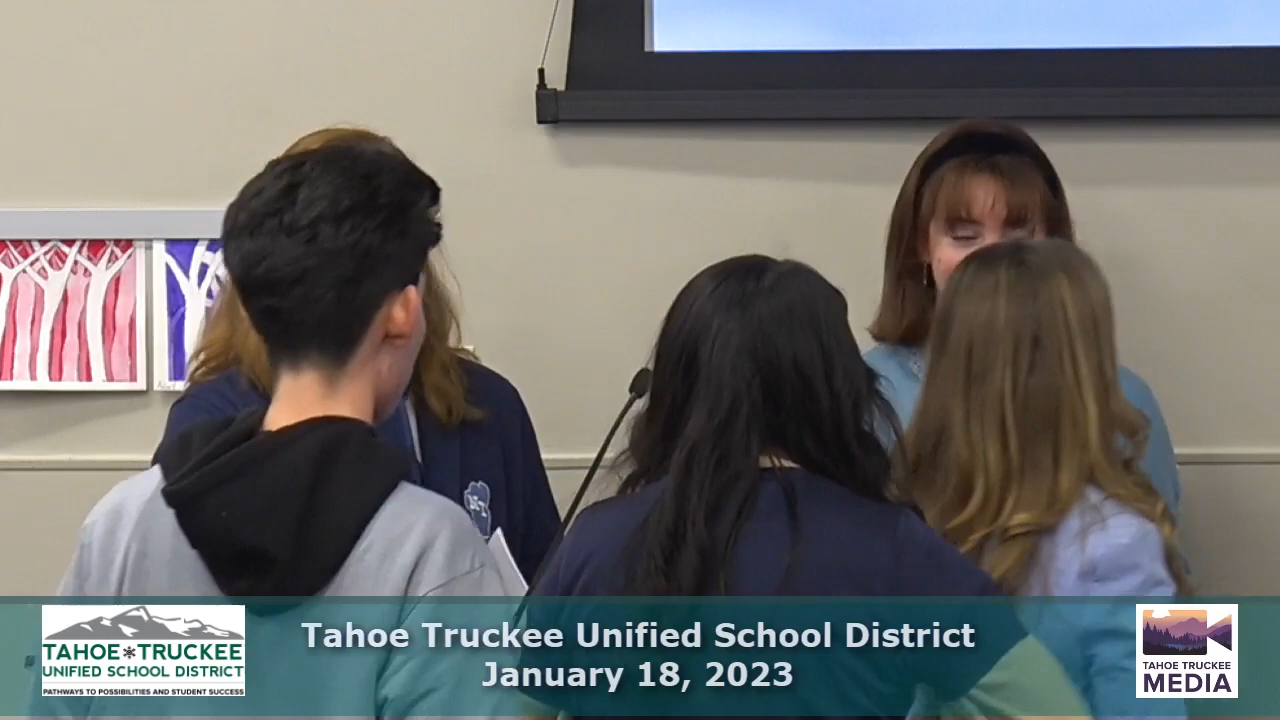 NT
TAHOE*TRUCKEE
UNIFIED SCHOOL DISTRICT
PATHWAYS TO POSSIBILITIES AND STUDENT SUCCESS
Tahoe Truckee Unified School District
January 18, 2023
TAHOE TRUCKEE
MEDIA